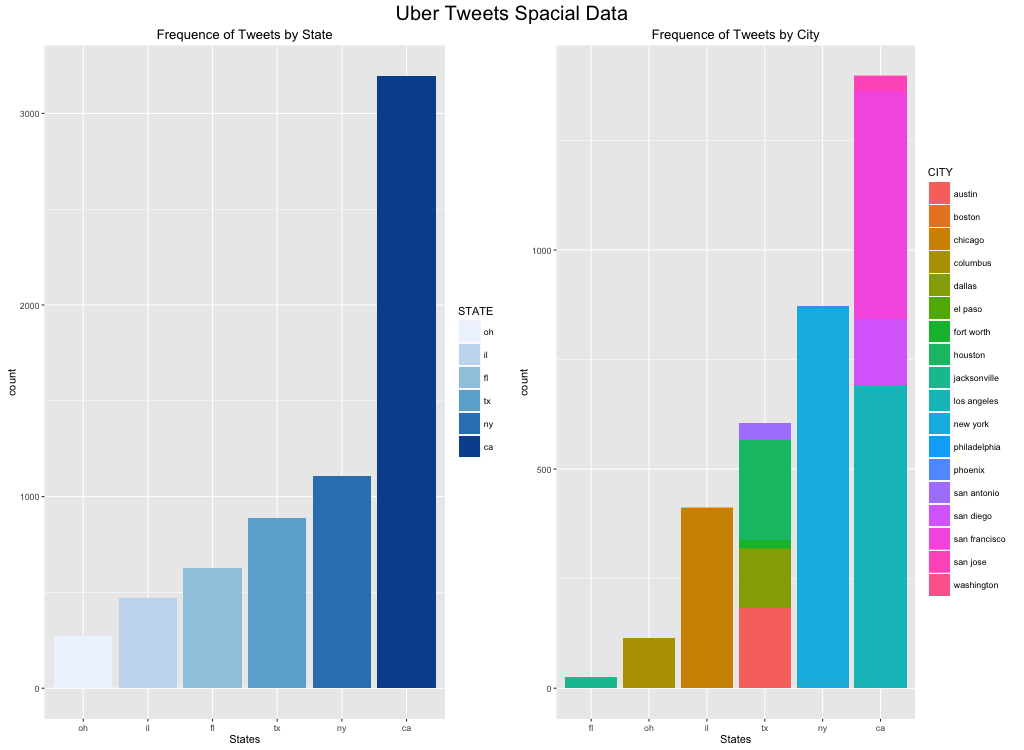 Uber Tweets Spacial Data
Frequence of Tweets by State
count
3000
2000
1000
0
oh
il
fl
tx
ny
ca
States
STATE
oh
il
fl
tx
ny
ca
Frequence of Tweets by City
count
1000
500
0
fl
oh
il
tx
ny
ca
States
CITY
austin
boston
chicago
columbus
dallas
el paso
fort worth
houston
jacksonville
los angeles
new york
philadelphia
phoenix
san antonio
san diego
san francisco
san jose
washington